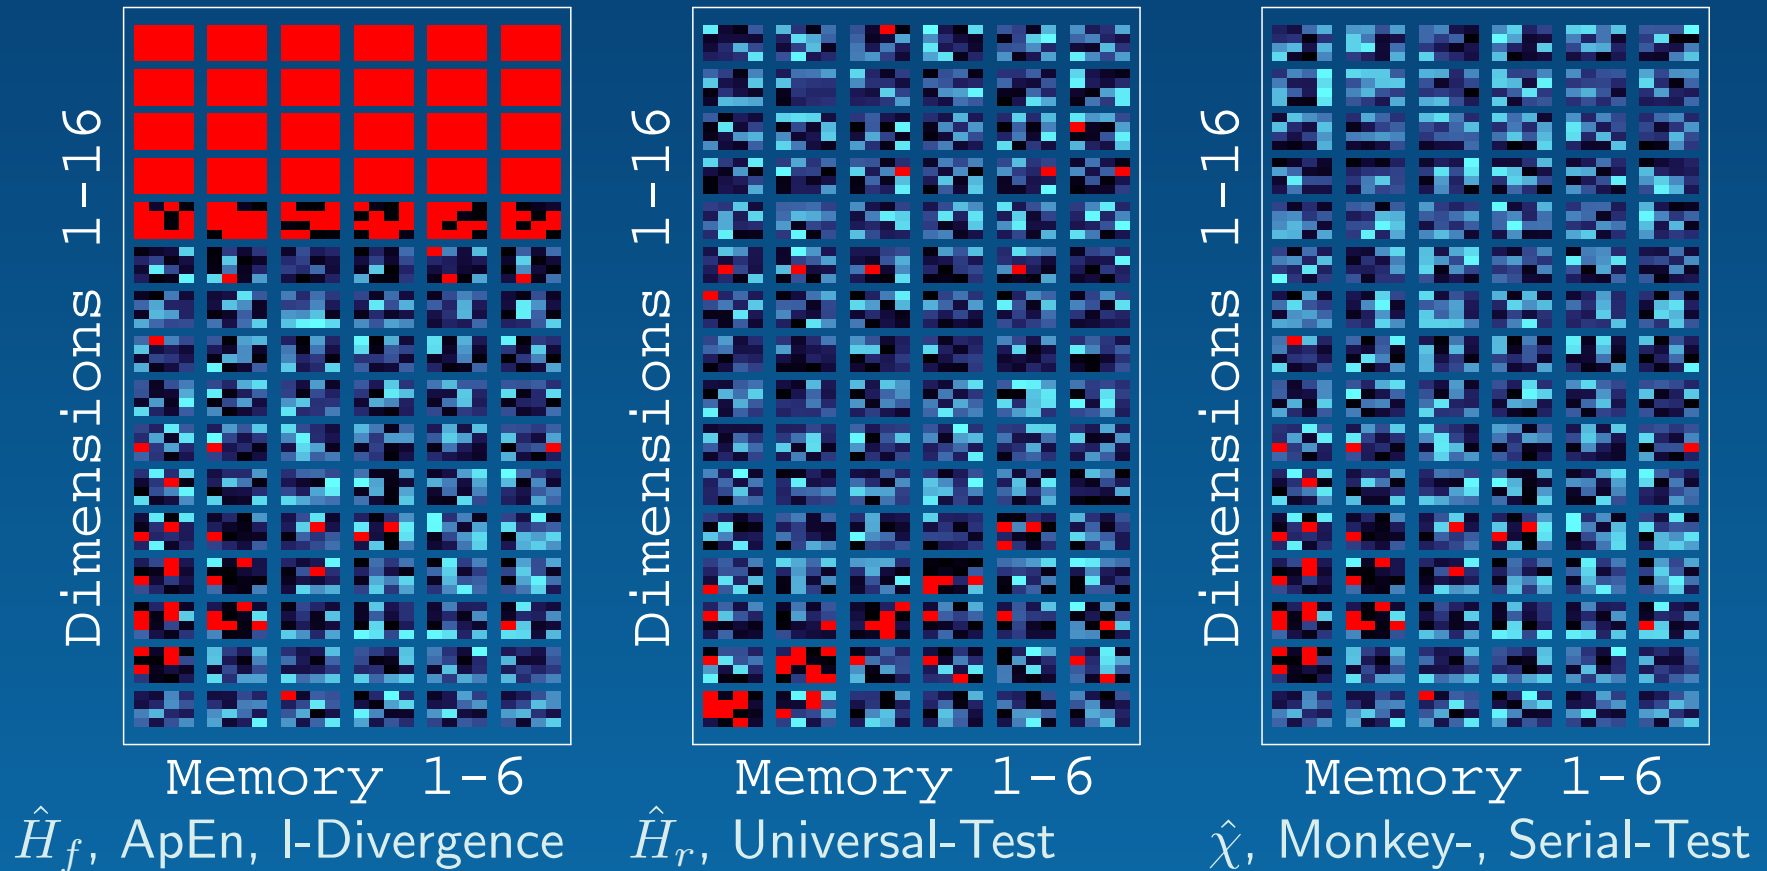 Dimensions 1-16
Memory 1-6
Ĥ_f, ApEn, I-Divergence
Dimensions 1-16
Memory 1-6
Ĥ_r, Universal-Test
Dimensions 1-16
Memory 1-6
χ̂, Monkey-, Serial-Test